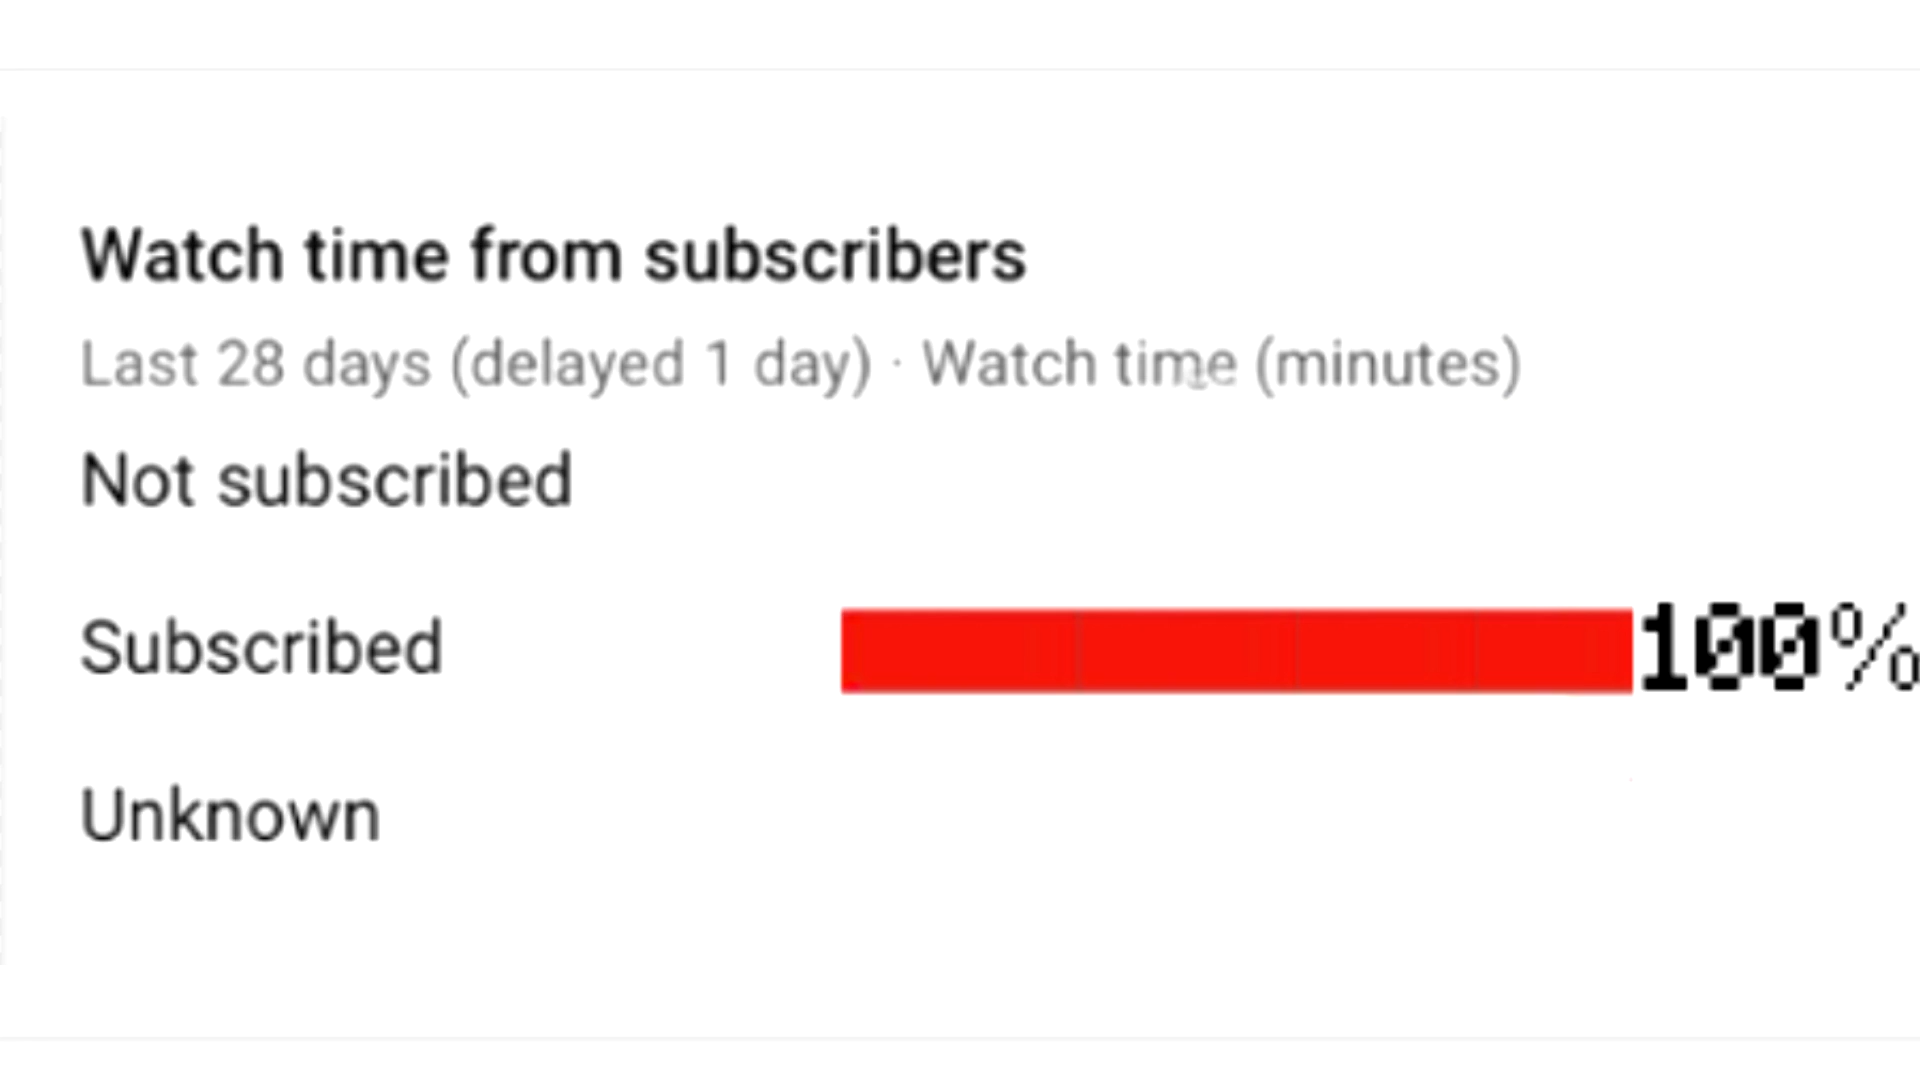 Watch time from subscribers
Last 28 days (delayed 1 day) · Watch time (minutes)
Not subscribed
Subscribed 100%
Unknown